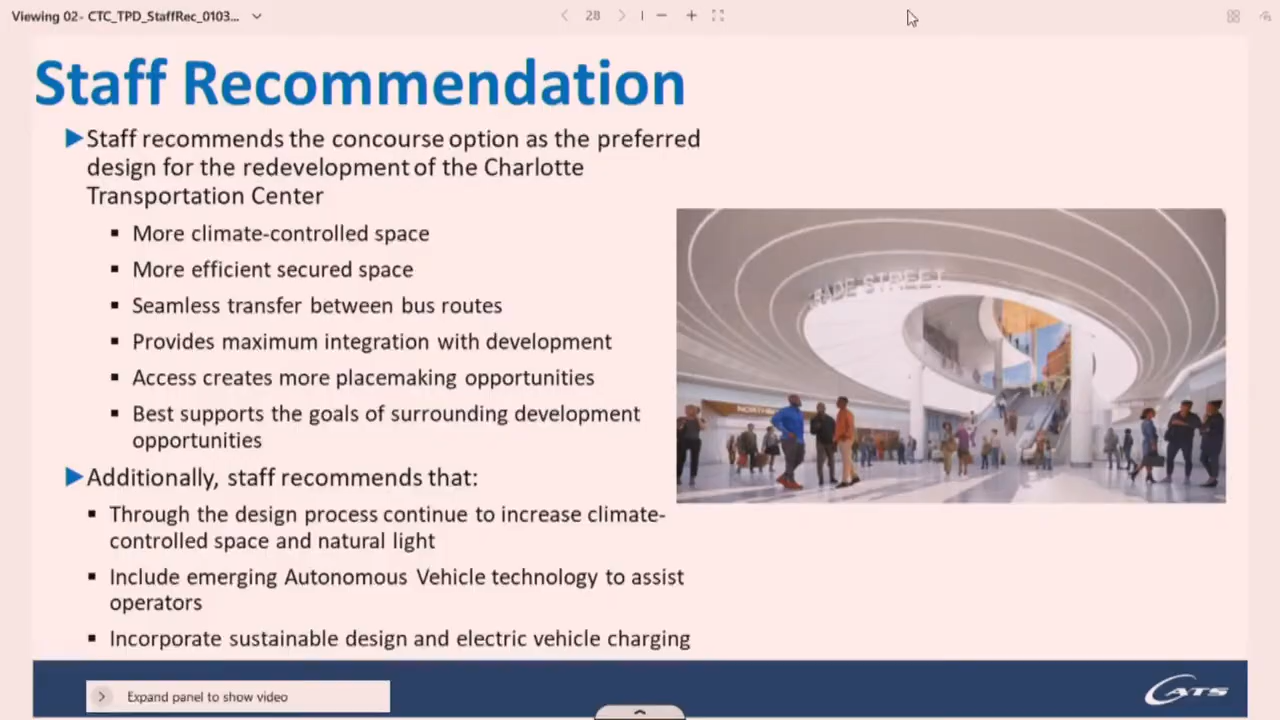 Viewing 02- CTC_TPD_StaffRec_0103...
28
Staff Recommendation
Staff recommends the concourse option as the preferred
design for the redevelopment of the Charlotte
Transportation Center
More climate-controlled space
More efficient secured space
Seamless transfer between bus routes
Provides maximum integration with development
Access creates more placemaking opportunities
Best supports the goals of surrounding development
opportunities
STREET
Additionally, staff recommends that:
Through the design process continue to increase climate-
controlled space and natural light
Include emerging Autonomous Vehicle technology to assist
operators
Incorporate sustainable design and electric vehicle charging
Expand panel to show video
CATS